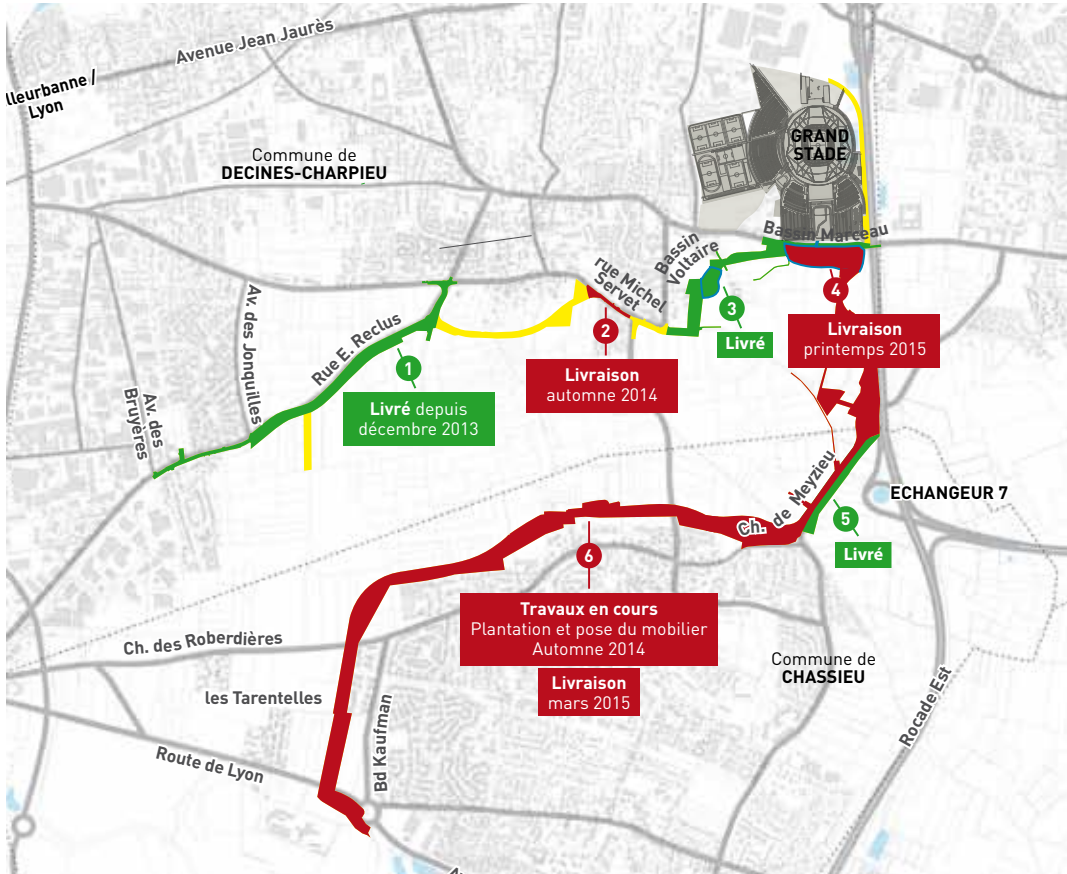 Avenue Jean Jaurès
lleurbanne /
Lyon
Commune de
DECINES-CHARPIEU
GRAND
STADE
Bassin Marceau
Bassin
Voltaire
rue Michel
Servet
4
3
Livré
2
Livraison
automne 2014
Livraison
printemps 2015
Av. des Jonquilles
Rue E. Reclus
1
Livré depuis
décembre 2013
Av. des
Bruyères
Ch. de Meyzieu
ECHANGEUR 7
5
Livré
6
Travaux en cours
Plantation et pose du mobilier
Automne 2014
Livraison
mars 2015
Ch. des Roberdières
Commune de
CHASSIEU
les Tarentelles
Bd Kaufman
Rocade Est
Route de Lyon